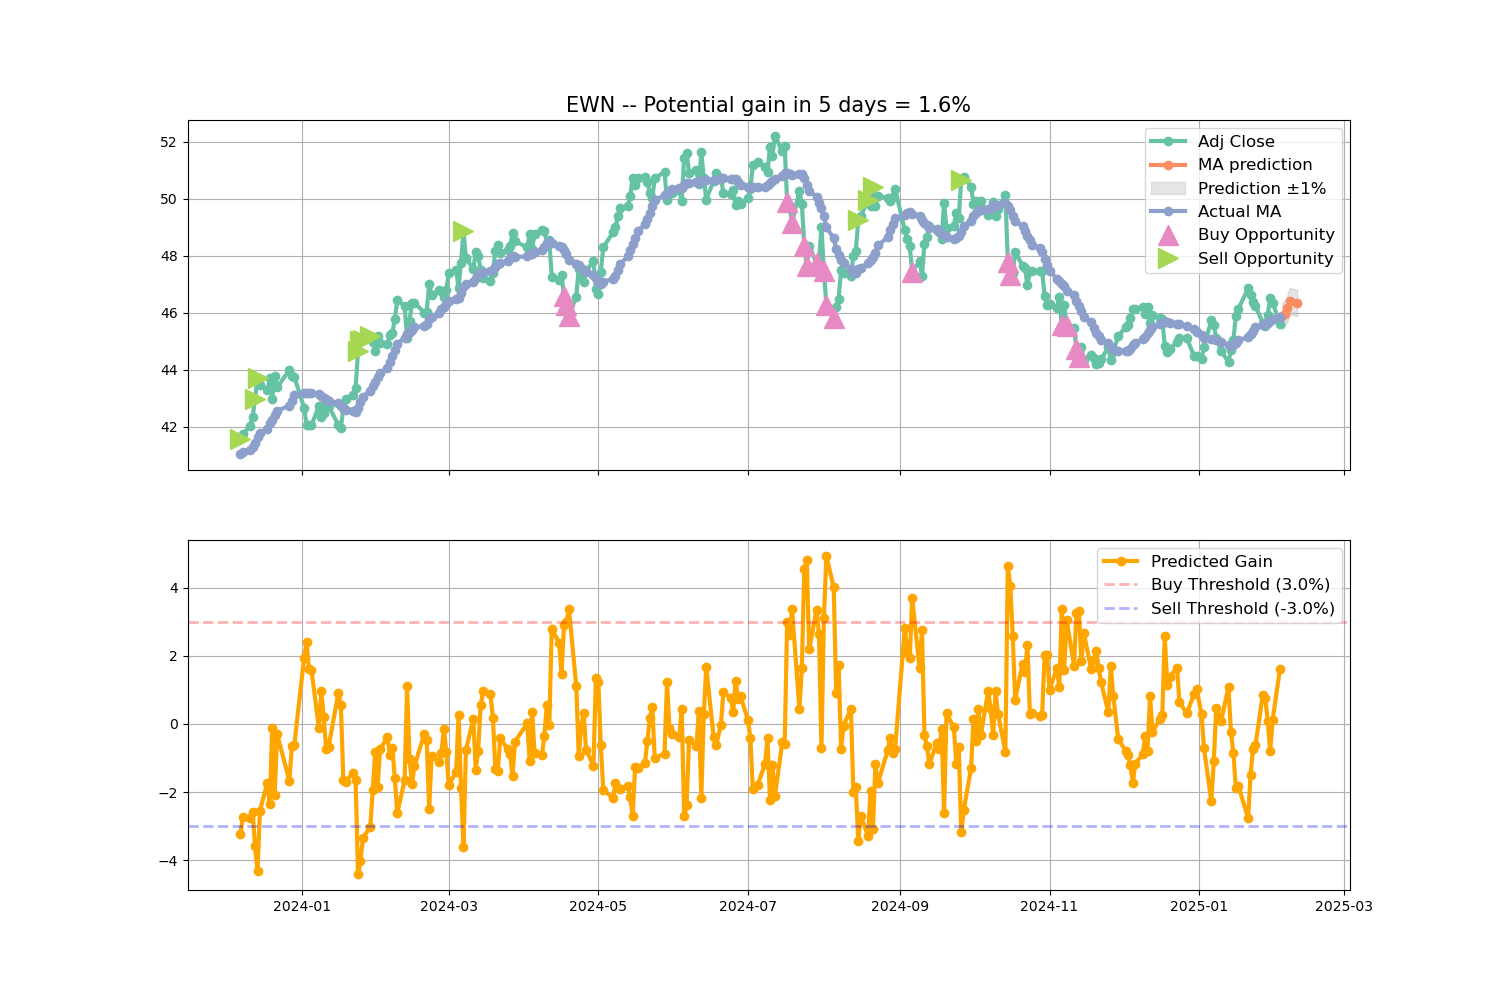 EWN -- Potential gain in 5 days = 1.6%
52
50
48
46
44
42
Adj Close
MA prediction
Prediction ±1%
Actual MA
Buy Opportunity
Sell Opportunity
4
2
0
−2
−4
Predicted Gain
Buy Threshold (3.0%)
Sell Threshold (-3.0%)
2024-01
2024-03
2024-05
2024-07
2024-09
2024-11
2025-01
2025-03